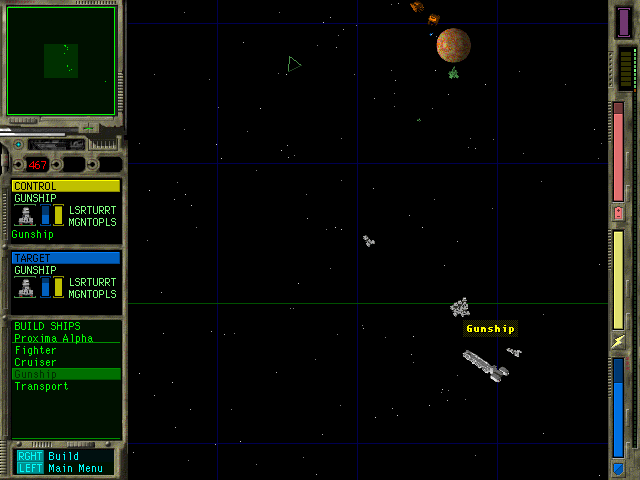 467
CONTROL
GUNSHIP
LSRTURRT
MGNTOPLS
Gunship
TARGET
GUNSHIP
LSRTURRT
MGNTOPLS
BUILD SHIPS
Proxima Alpha
Fighter
Cruiser
Gunship
Transport
RGHT Build
LEFT Main Menu
Gunship